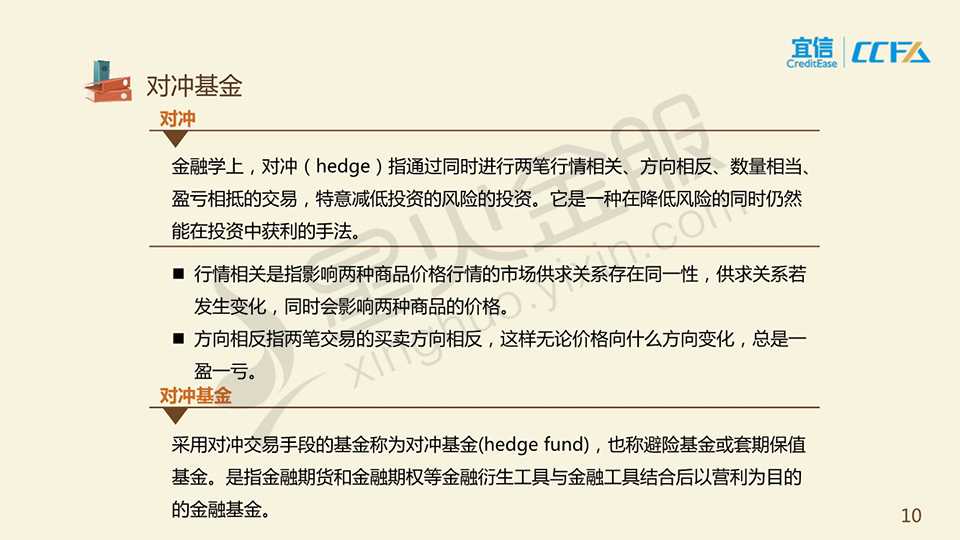 宜信
CreditEase
CCFA
对冲基金
对冲
金融学上，对冲（hedge）指通过同时进行两笔行情相关、方向相反、数量相当、
盈亏相抵的交易，特意减低投资的风险的投资。它是一种在降低风险的同时仍然
能在投资中获利的手法。
■ 行情相关是指影响两种商品价格行情的市场供求关系存在同一性，供求关系若
发生变化，同时会影响两种商品的价格。
■ 方向相反指两笔交易的买卖方向相反，这样无论价格向什么方向变化，总是一
盈一亏。
对冲基金
采用对冲交易手段的基金称为对冲基金(hedge fund)，也称避险基金或套期保值
基金。是指金融期货和金融期权等金融衍生工具与金融工具结合后以营利为目的
的金融基金。
星火金服
xinghuo.yixin.com
10